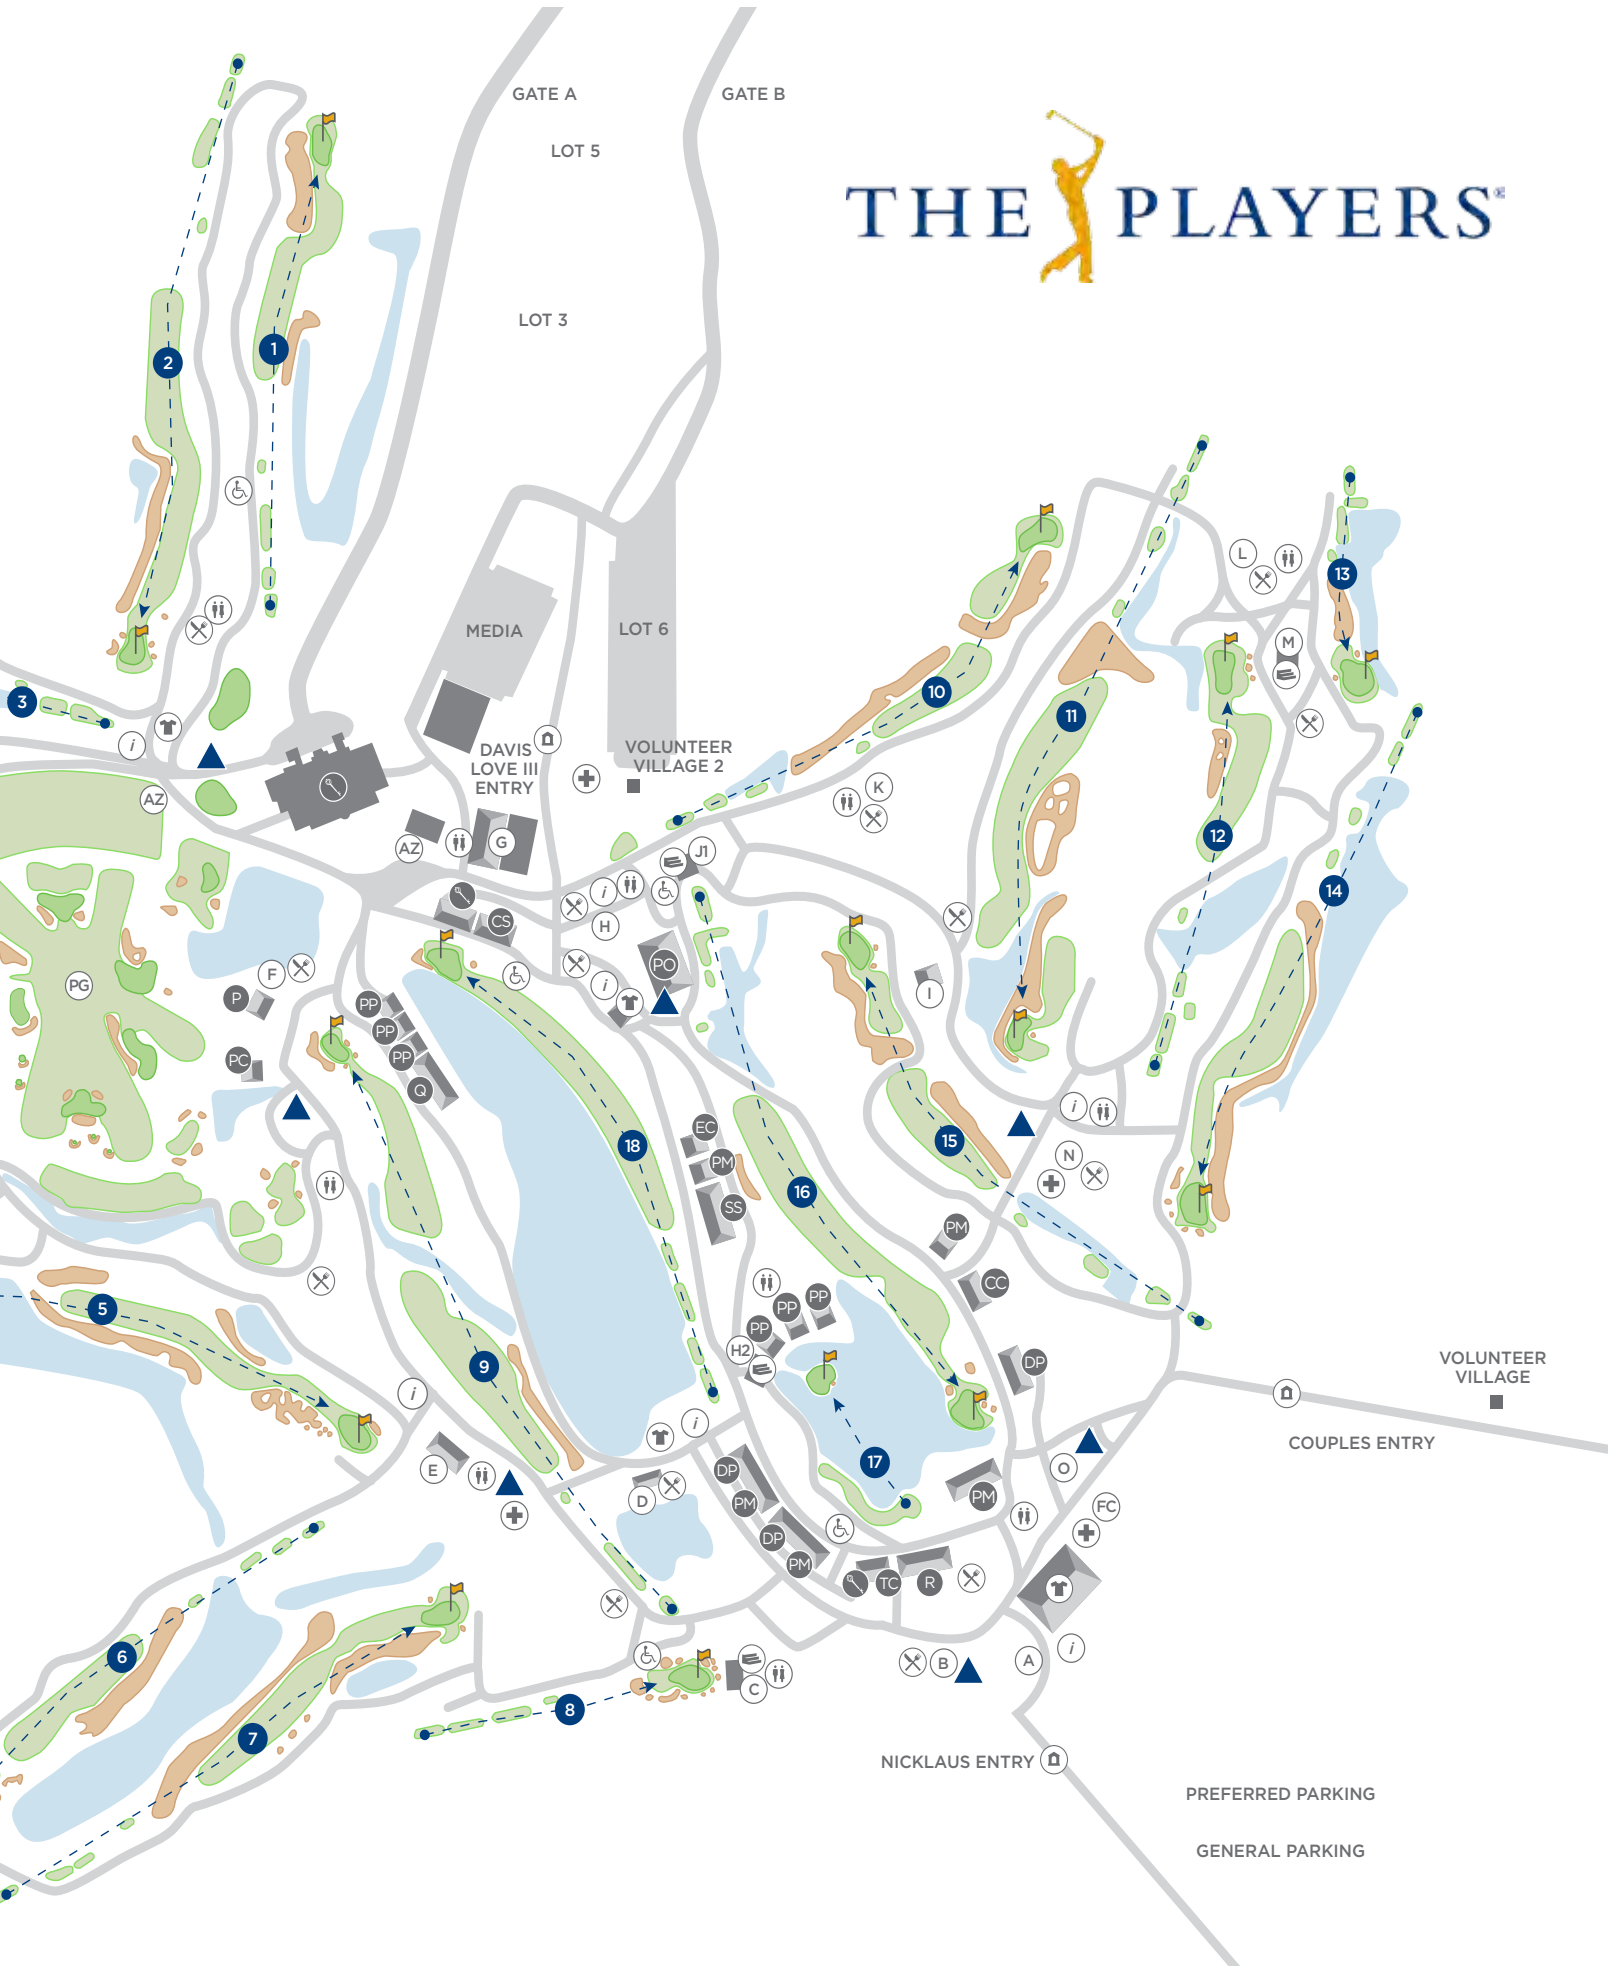 GATE A
GATE B
LOT 5
THE PLAYERS®
LOT 3
1
2
MEDIA
LOT 6
L
13
M
3
i
10
11
DAVIS
LOVE III
ENTRY
VOLUNTEER
VILLAGE 2
AZ
K
12
AZ
G
J1
14
i
H
CS
PO
F
P
PG
i
I
PP
PP
PP
PC
Q
i
EC
18
15
N
PM
16
SS
PM
CC
5
PP
PP
PP
H2
9
DP
VOLUNTEER
VILLAGE
i
i
COUPLES ENTRY
E
D
DP
PM
17
PM
O
FC
DP
PM
TC
R
6
B
A
i
C
8
7
NICKLAUS ENTRY
PREFERRED PARKING
GENERAL PARKING